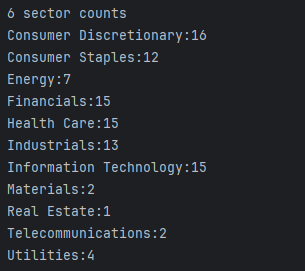 6 sector counts
Consumer Discretionary:16
Consumer Staples:12
Energy:7
Financials:15
Health Care:15
Industrials:13
Information Technology:15
Materials:2
Real Estate:1
Telecommunications:2
Utilities:4